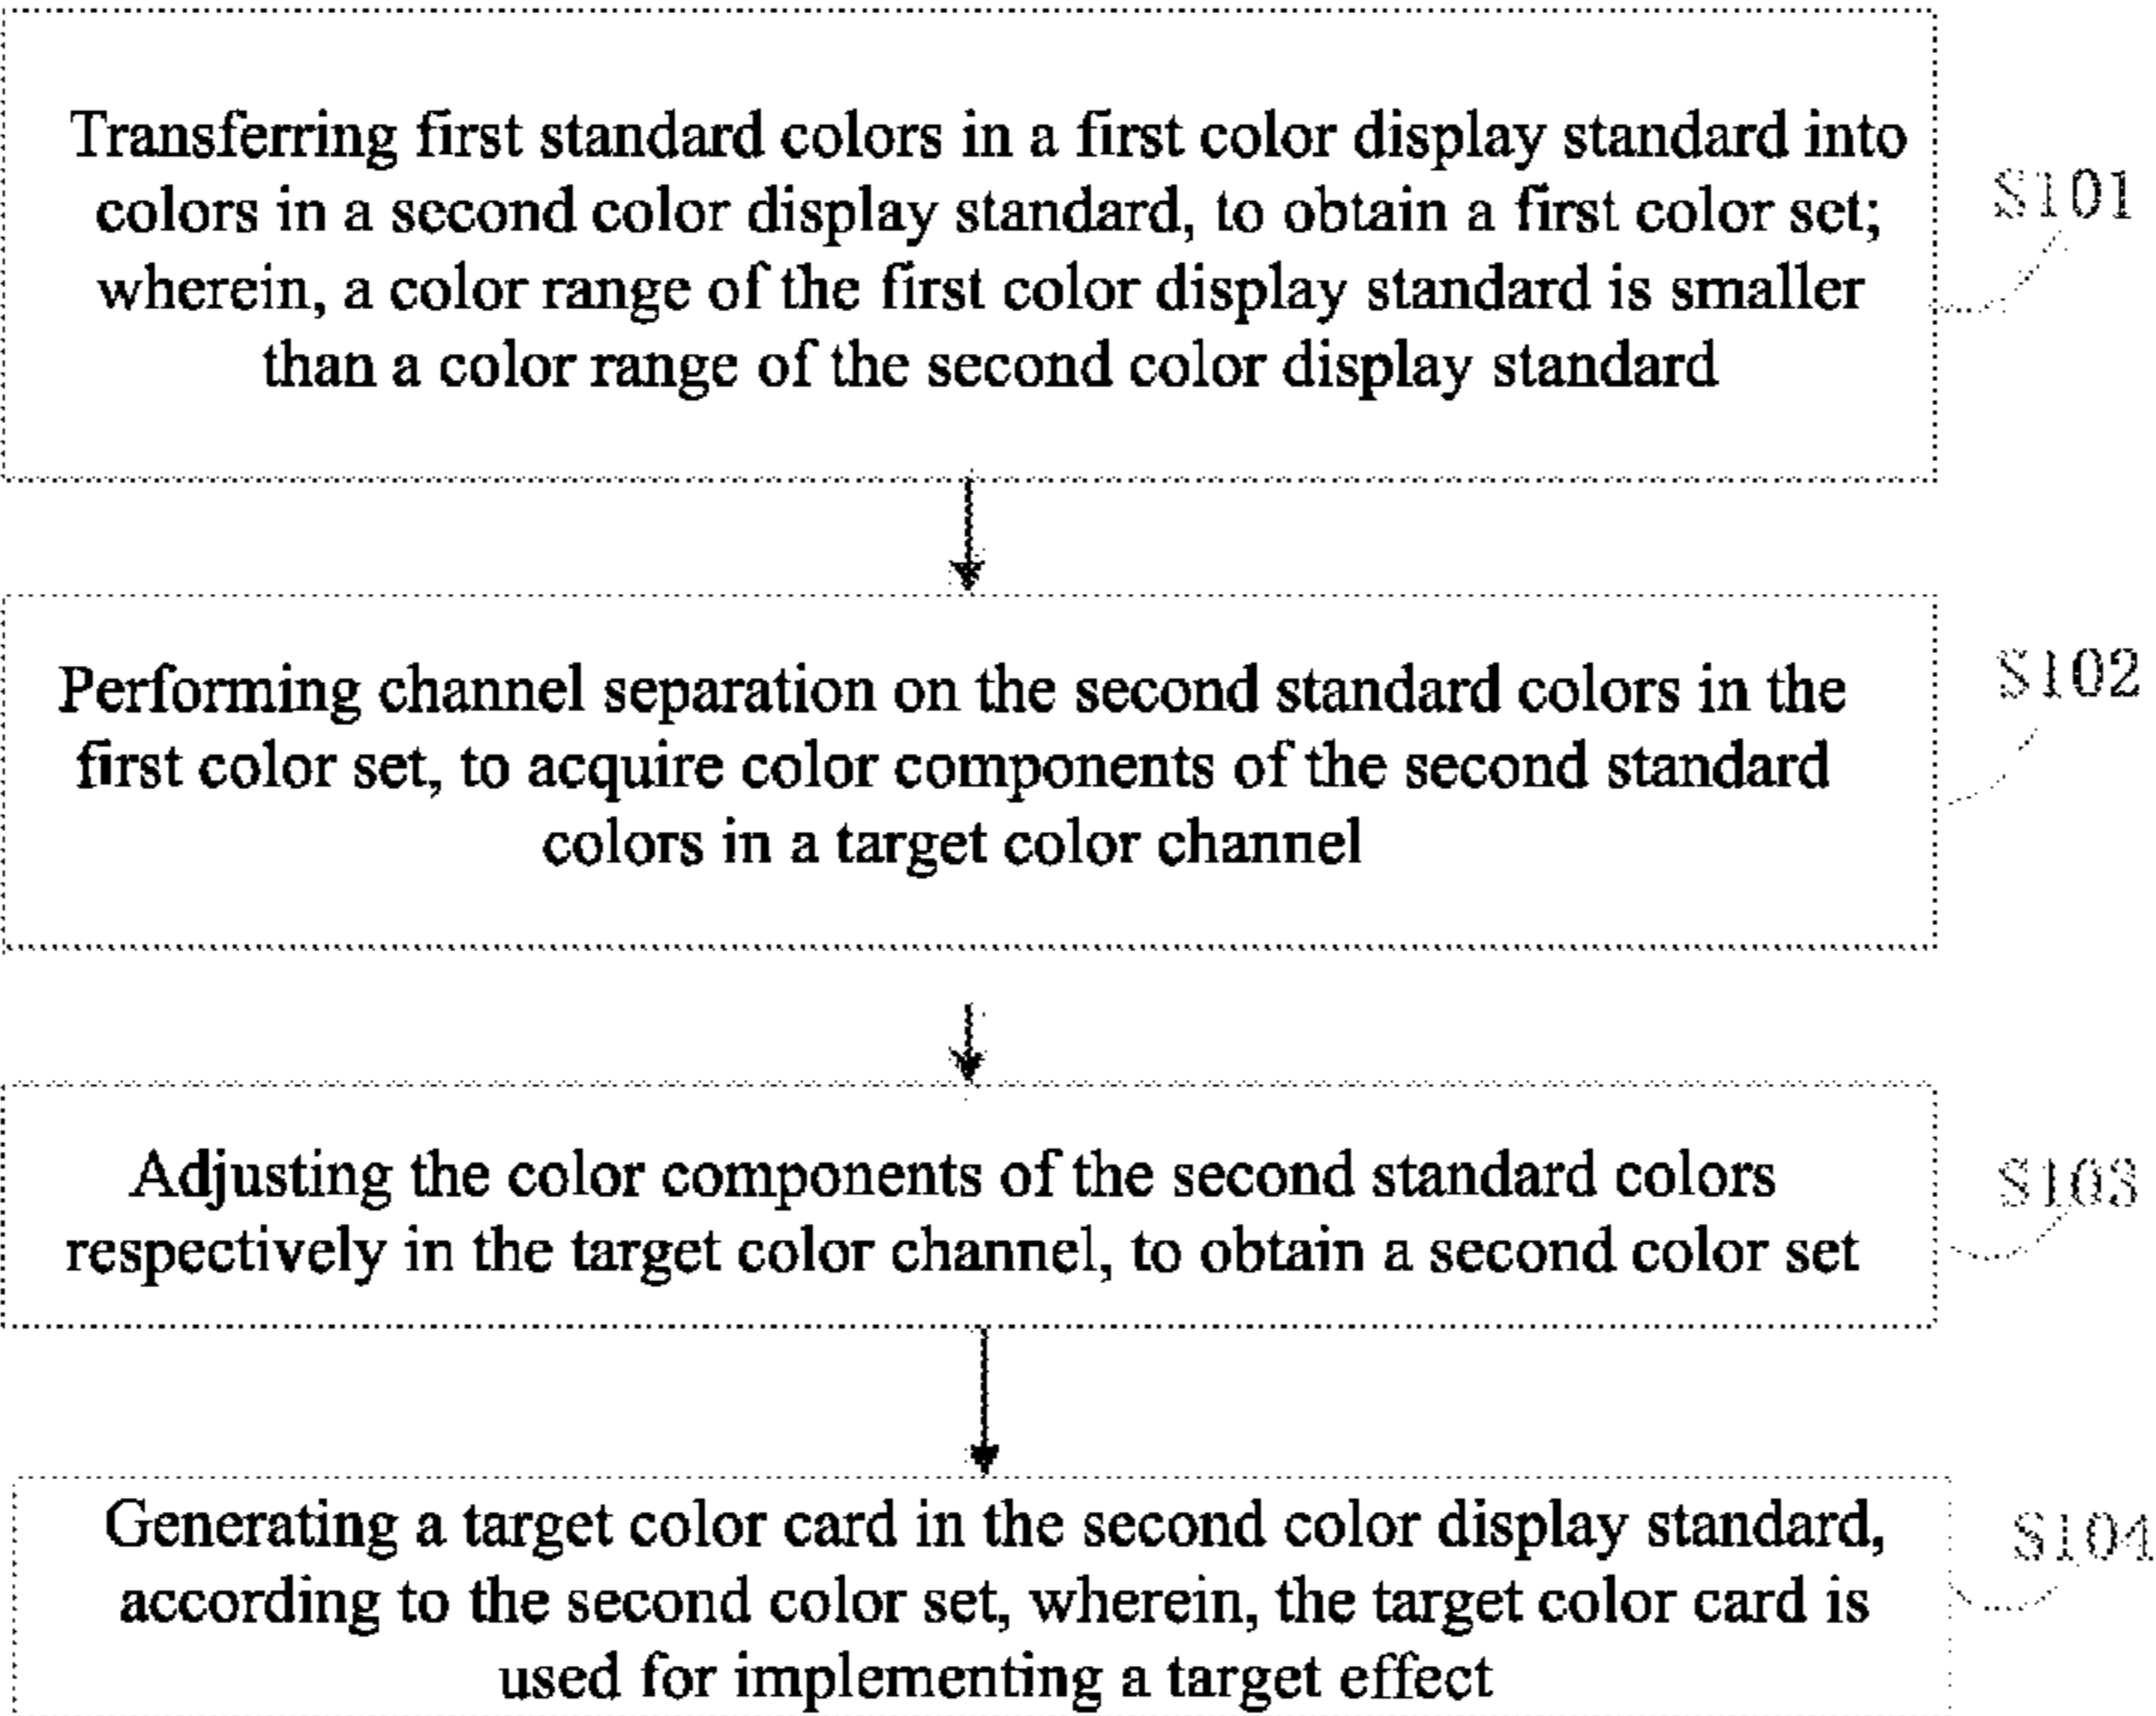 Transferring first standard colors in a first color display standard into
colors in a second color display standard, to obtain a first color set;
wherein, a color range of the first color display standard is smaller
than a color range of the second color display standard
S101
Performing channel separation on the second standard colors in the
first color set, to acquire color components of the second standard
colors in a target color channel
S102
Adjusting the color components of the second standard colors
respectively in the target color channel, to obtain a second color set
S103
Generating a target color card in the second color display standard,
according to the second color set, wherein, the target color card is
used for implementing a target effect
S104